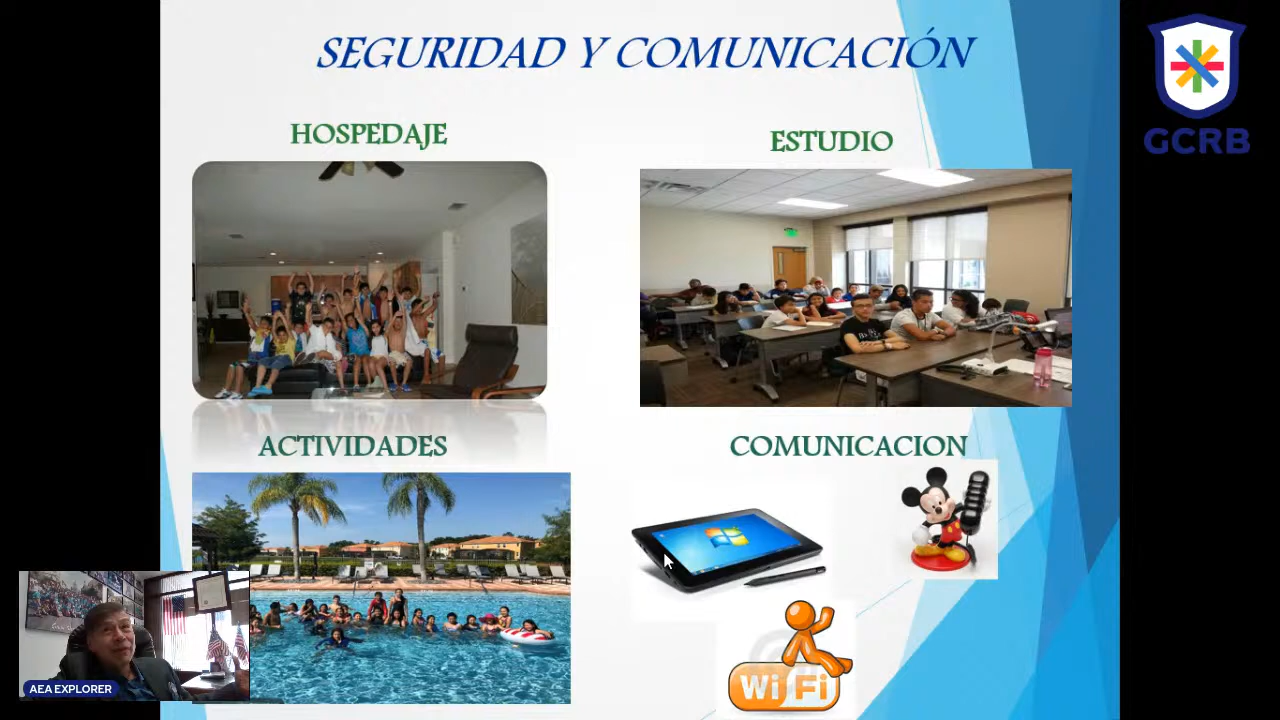 SEGURIDAD Y COMUNICACIÓN
GCRB
HOSPEDAJE
ESTUDIO
ACTIVIDADES
COMUNICACION
Wi Fi
AEA EXPLORER